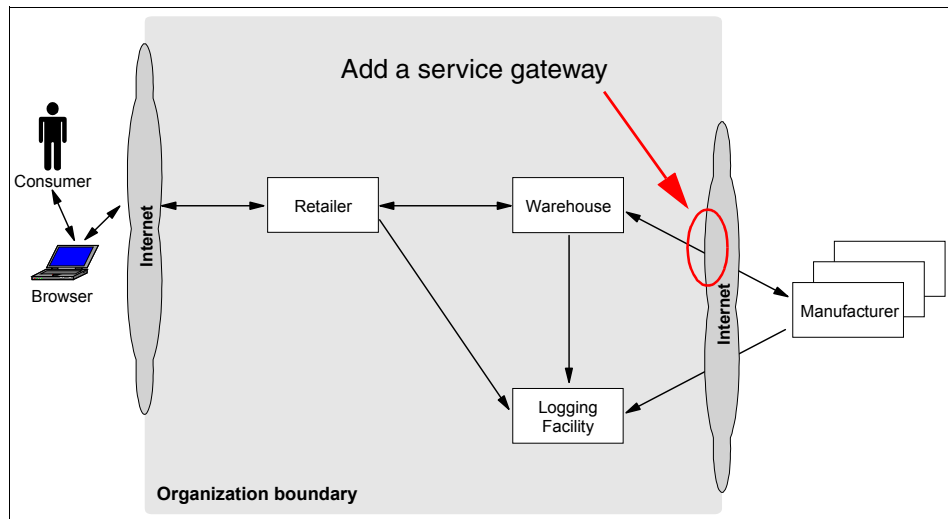 Add a service gateway
Consumer
Internet
Retailer
Warehouse
Browser
Internet
Manufacturer
Logging
Facility
Organization boundary